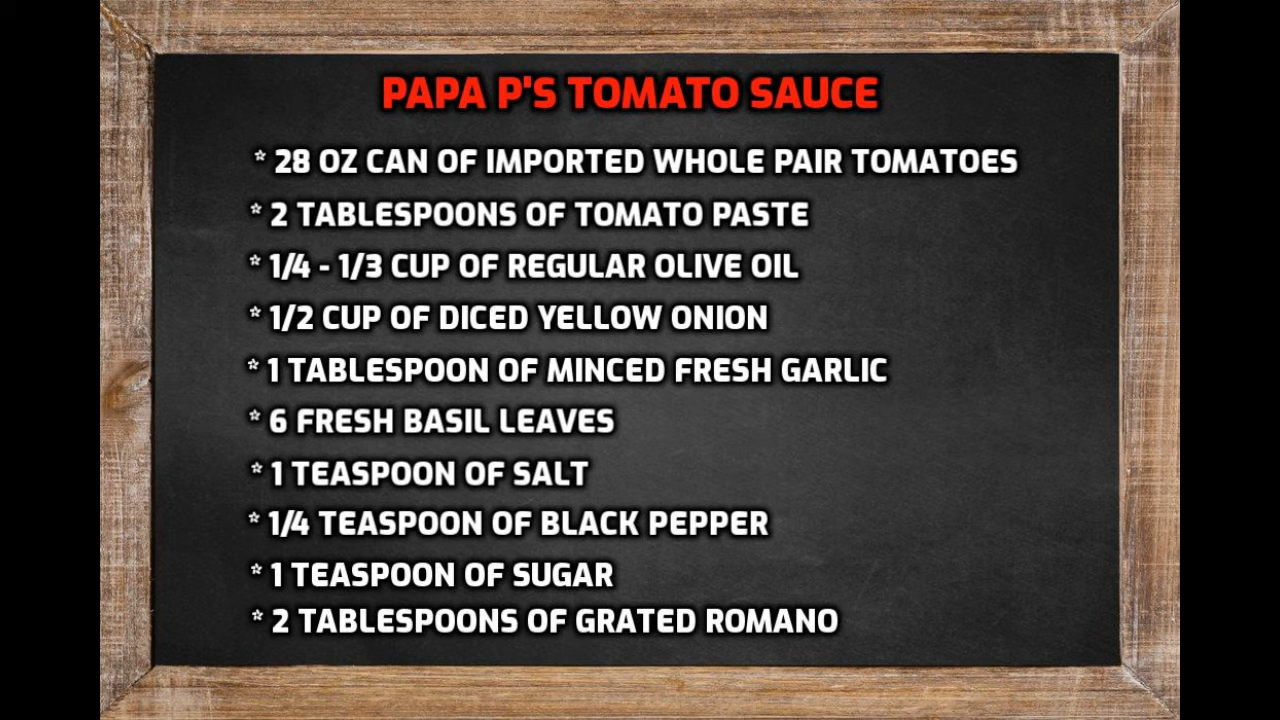 PAPA P'S TOMATO SAUCE
* 28 OZ CAN OF IMPORTED WHOLE PAIR TOMATOES
* 2 TABLESPOONS OF TOMATO PASTE
* 1/4 - 1/3 CUP OF REGULAR OLIVE OIL
* 1/2 CUP OF DICED YELLOW ONION
* 1 TABLESPOON OF MINCED FRESH GARLIC
* 6 FRESH BASIL LEAVES
* 1 TEASPOON OF SALT
* 1/4 TEASPOON OF BLACK PEPPER
* 1 TEASPOON OF SUGAR
* 2 TABLESPOONS OF GRATED ROMANO